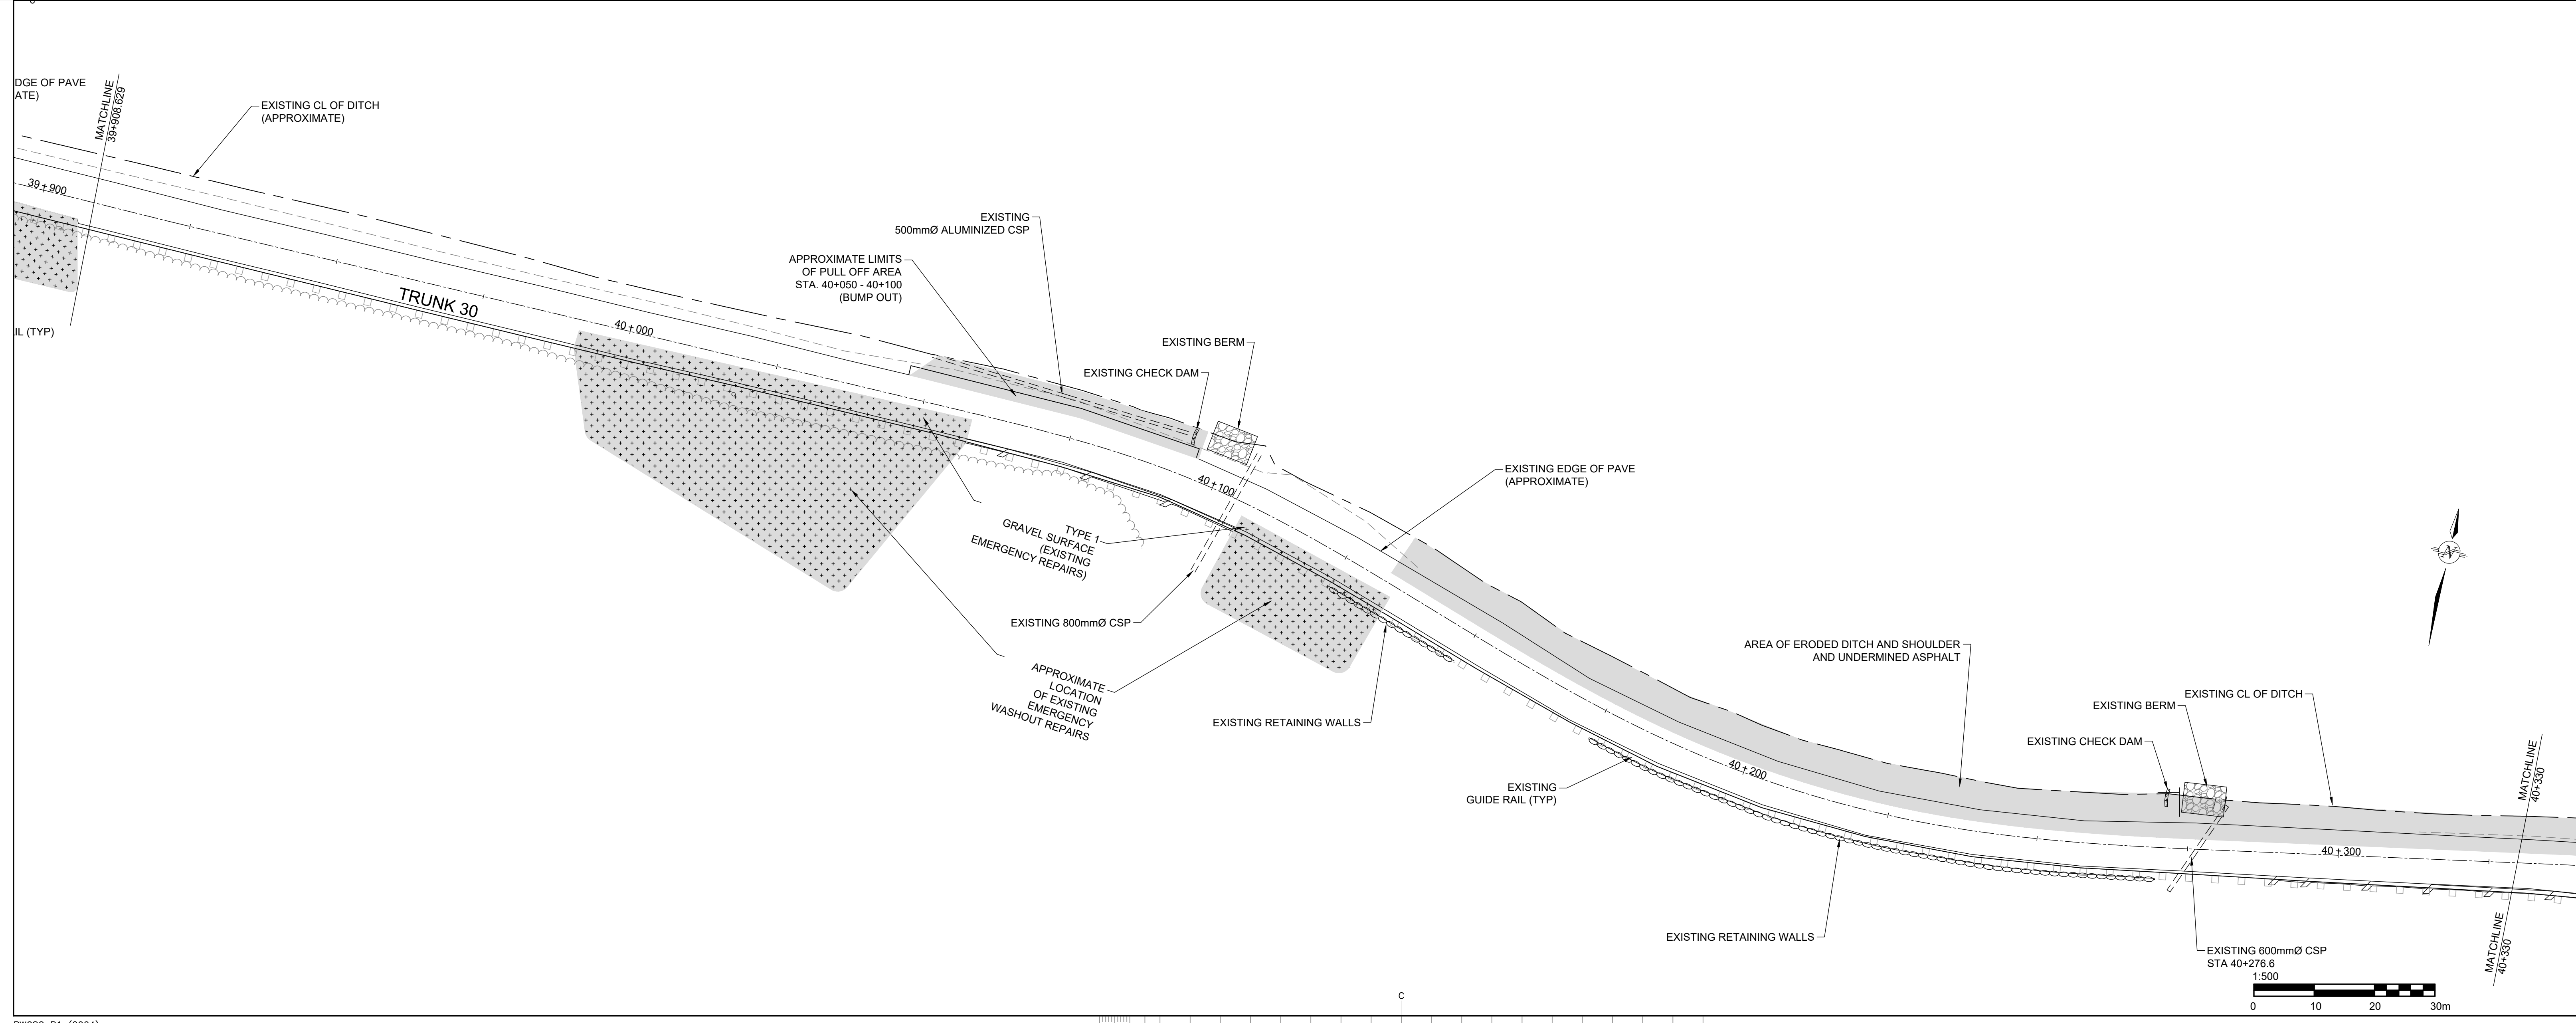 C
DGE OF PAVE
ATE)
MATCHLINE
39+908.629
EXISTING CL OF DITCH
(APPROXIMATE)
39+900
IL (TYP)
TRUNK 30
40+000
EXISTING
500mmØ ALUMINIZED CSP
APPROXIMATE LIMITS
OF PULL OFF AREA
STA. 40+050 - 40+100
(BUMP OUT)
EXISTING BERM
EXISTING CHECK DAM
40+100
EXISTING EDGE OF PAVE
(APPROXIMATE)
TYPE 1
GRAVEL SURFACE
(EXISTING
EMERGENCY REPAIRS)
EXISTING 800mmØ CSP
APPROXIMATE
LOCATION
OF EXISTING
EMERGENCY
WASHOUT REPAIRS
EXISTING RETAINING WALLS
N
AREA OF ERODED DITCH AND SHOULDER
AND UNDERMINED ASPHALT
EXISTING CL OF DITCH
EXISTING BERM
EXISTING CHECK DAM
40+200
EXISTING
GUIDE RAIL (TYP)
MATCHLINE
40+330
40+300
EXISTING RETAINING WALLS
MATCHLINE
40+330
EXISTING 600mmØ CSP
STA 40+276.6
1:500
0 10 20 30m
C